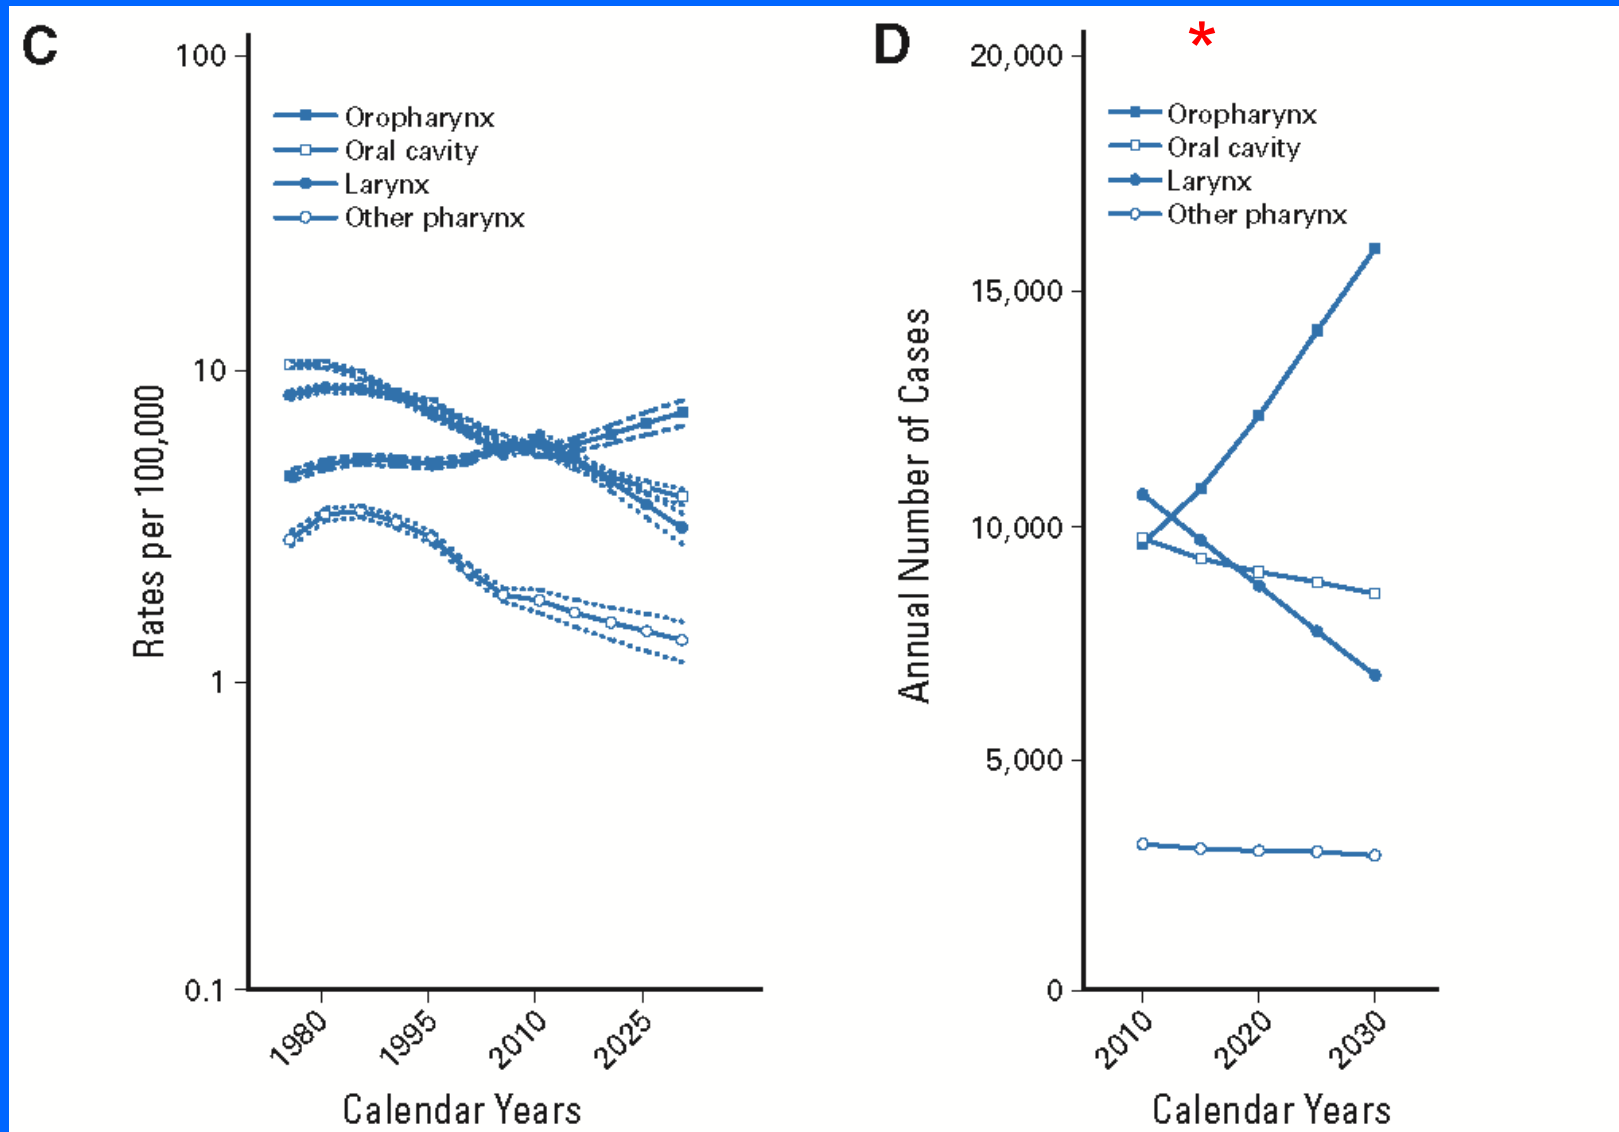 C
100
10
1
0.1
Oropharynx
Oral cavity
Larynx
Other pharynx
Rates per 100,000
1980
1995
2010
2025
Calendar Years
D
*
20,000
15,000
10,000
5,000
0
Oropharynx
Oral cavity
Larynx
Other pharynx
Annual Number of Cases
2010
2020
2030
Calendar Years